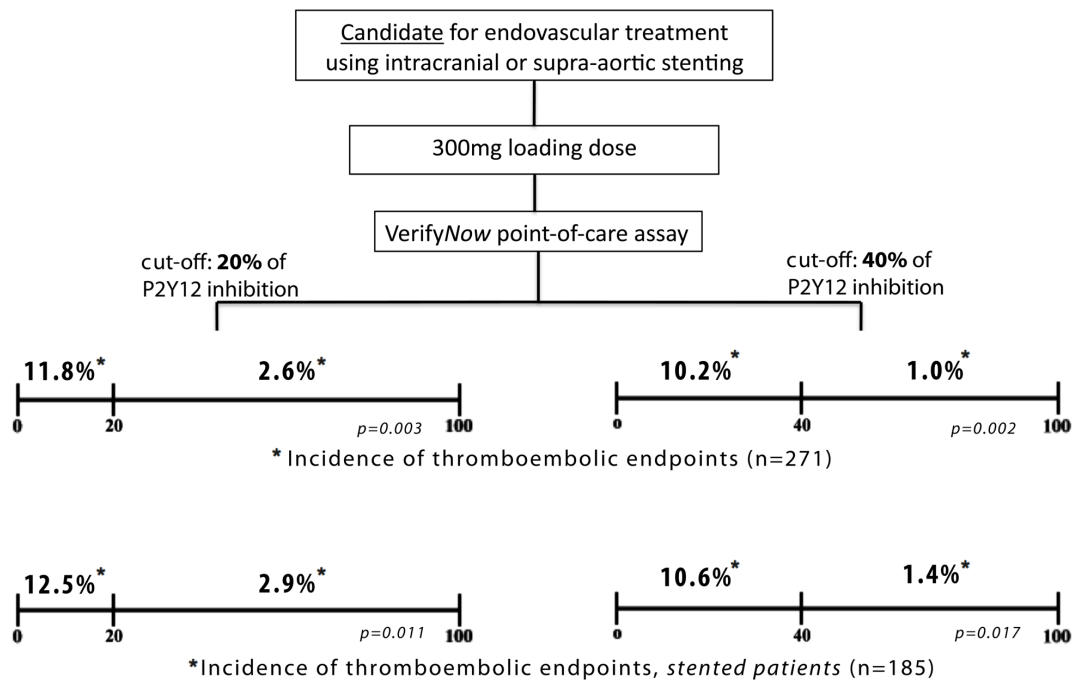 Candidate for endovascular treatment
using intracranial or supra-aortic stenting
300mg loading dose
VerifyNow point-of-care assay
cut-off: 20% of
P2Y12 inhibition
cut-off: 40% of
P2Y12 inhibition
11.8%* 2.6%*
0 20 p=0.003 100
10.2%* 1.0%*
0 40 p=0.002 100
* Incidence of thromboembolic endpoints (n=271)
12.5%* 2.9%*
0 20 p=0.011 100
10.6%* 1.4%*
0 40 p=0.017 100
*Incidence of thromboembolic endpoints, stented patients (n=185)